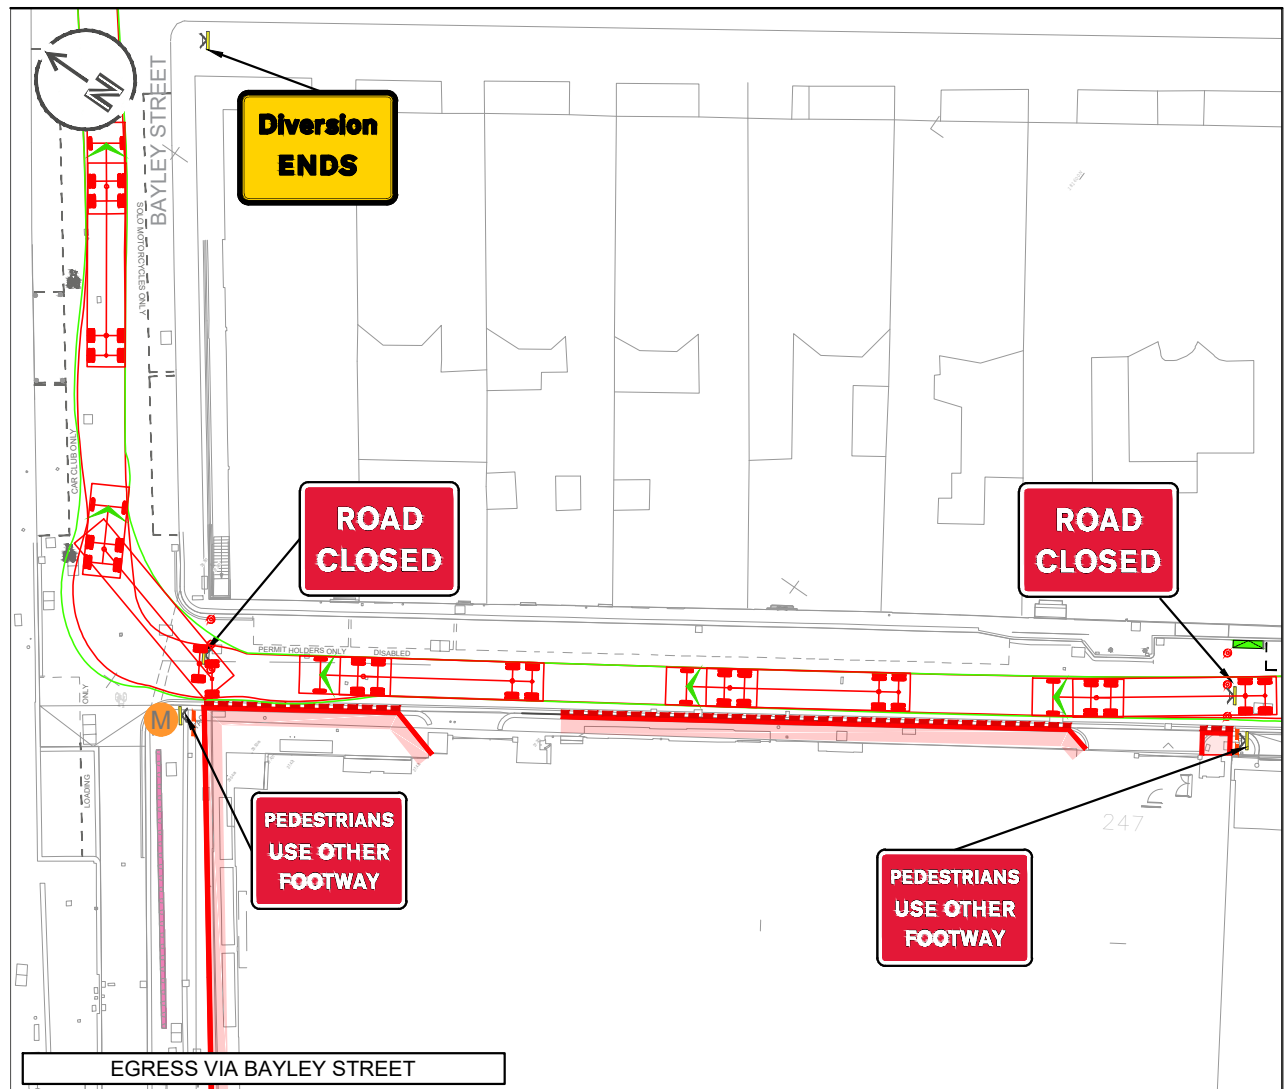 N
BAYLEY STREET
Diversion
ENDS
SOLO MOTORCYCLES ONLY
CAR CLUB ONLY
ROAD
CLOSED
ROAD
CLOSED
PERMIT HOLDERS ONLY
DISABLED
ONLY
M
LOADING
PEDESTRIANS
USE OTHER
FOOTWAY
247
PEDESTRIANS
USE OTHER
FOOTWAY
EGRESS VIA BAYLEY STREET